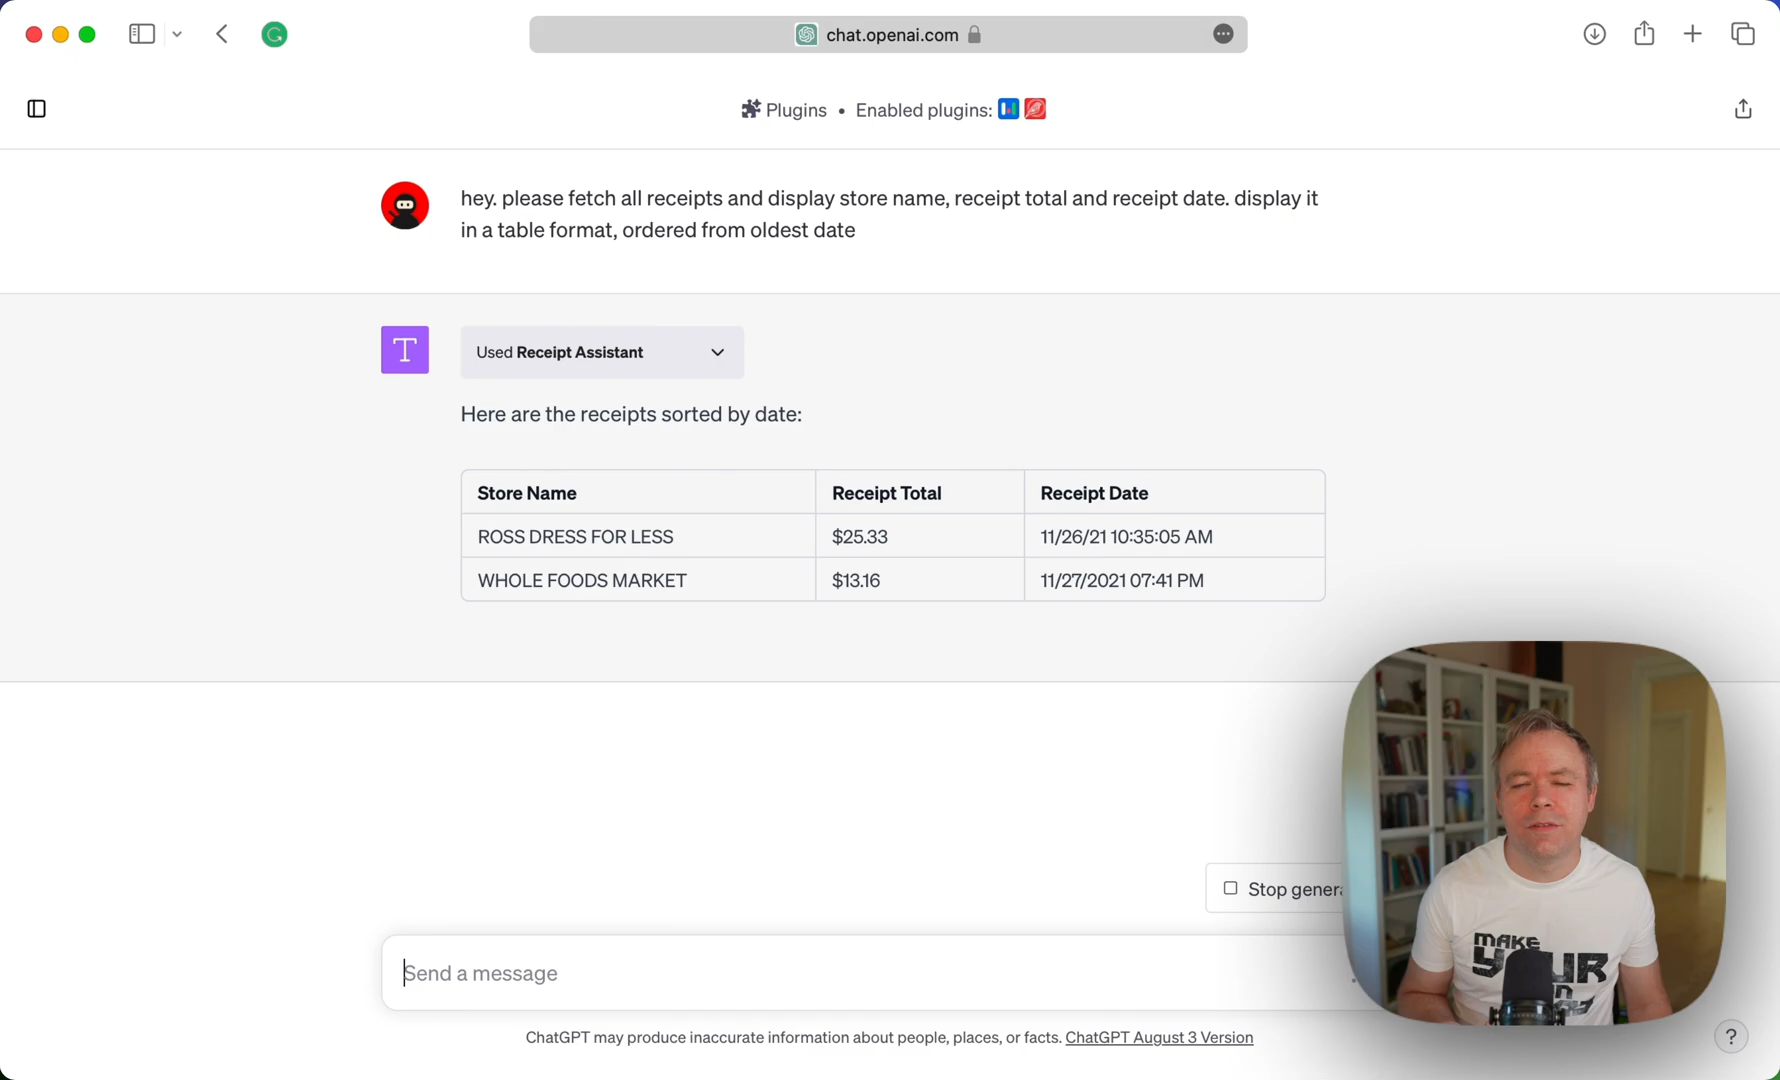 chat.openai.com
Plugins • Enabled plugins:
hey. please fetch all receipts and display store name, receipt total and receipt date. display it
in a table format, ordered from oldest date
T
Used Receipt Assistant
Here are the receipts sorted by date:
Store Name Receipt Total Receipt Date
ROSS DRESS FOR LESS $25.33 11/26/21 10:35:05 AM
WHOLE FOODS MARKET $13.16 11/27/2021 07:41 PM
Stop genera
Send a message
MAKE
YOUR
ChatGPT may produce inaccurate information about people, places, or facts. ChatGPT August 3 Version
?